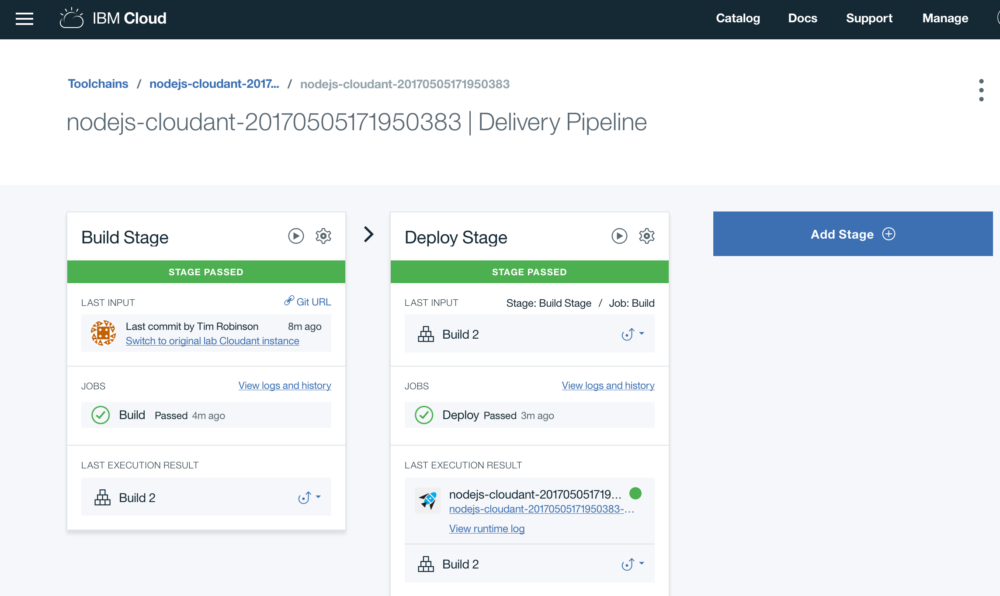 IBM Cloud
Catalog Docs Support Manage
Toolchains / nodejs-cloudant-2017... / nodejs-cloudant-20170505171950383
nodejs-cloudant-20170505171950383 | Delivery Pipeline
Build Stage
STAGE PASSED
LAST INPUT Git URL
Last commit by Tim Robinson 8m ago
Switch to original lab Cloudant instance
JOBS View logs and history
Build Passed 4m ago
LAST EXECUTION RESULT
Build 2
Deploy Stage
STAGE PASSED
LAST INPUT Stage: Build Stage / Job: Build
Build 2
JOBS View logs and history
Deploy Passed 3m ago
LAST EXECUTION RESULT
nodejs-cloudant-201705051719...
nodejs-cloudant-20170505171950383-...
View runtime log
Build 2
Add Stage